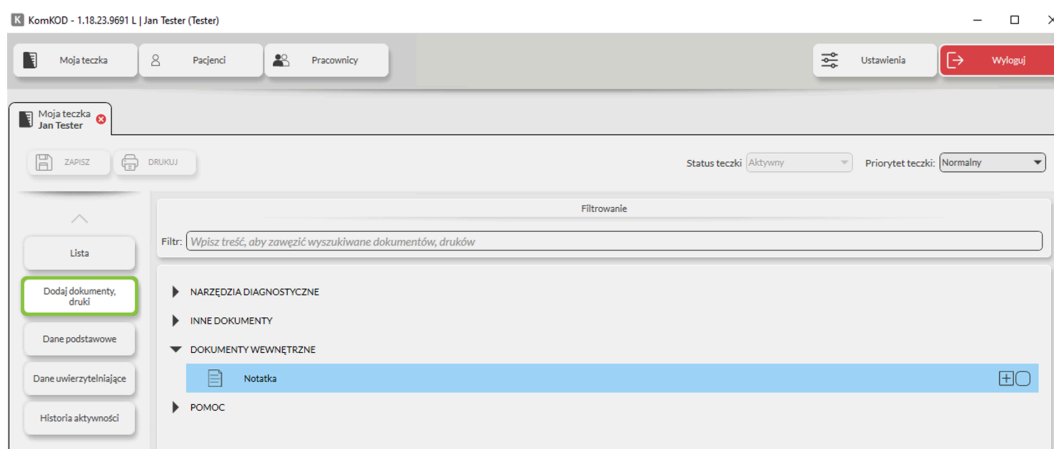 K KomKOD - 1.18.23.9691 L | Jan Tester (Tester)
Moja teczka Pacjenci Pracownicy Ustawienia Wyloguj
Moja teczka
Jan Tester
ZAPISZ DRUKUJ Status teczki Aktywny Priorytet teczki: Normalny
Filtrowanie
Filtr: Wpisz treść, aby zawęzić wyszukiwane dokumentów, druków
Lista
Dodaj dokumenty,
druki
Dane podstawowe
Dane uwierzytelniające
Historia aktywności
NARZĘDZIA DIAGNOSTYCZNE
INNE DOKUMENTY
DOKUMENTY WEWNĘTRZNE
Notatka
POMOC